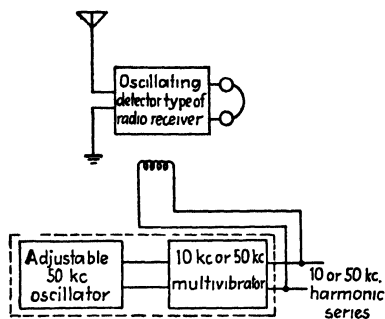 Oscillating
detector type of
radio receiver
Adjustable
50 kc
oscillator
10 kc or 50 kc
multivibrator
10 or 50 kc.
harmonic
series